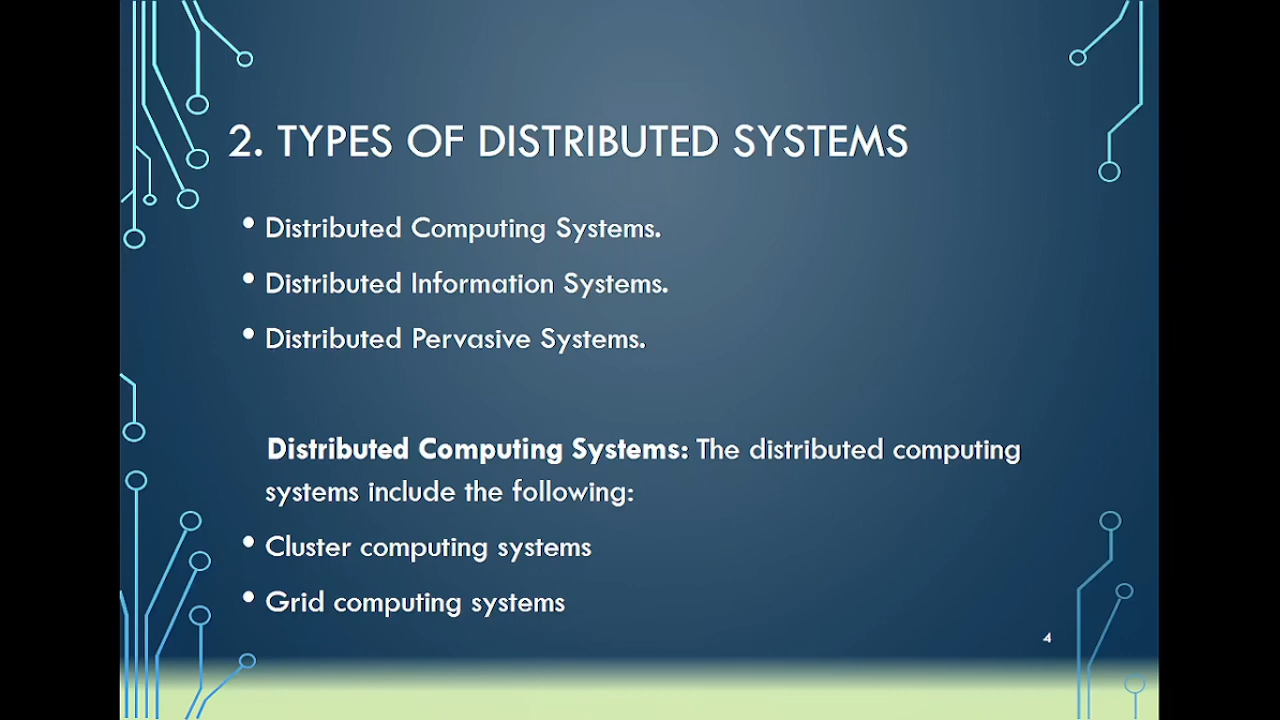 2. TYPES OF DISTRIBUTED SYSTEMS
• Distributed Computing Systems.
• Distributed Information Systems.
• Distributed Pervasive Systems.
Distributed Computing Systems: The distributed computing
systems include the following:
• Cluster computing systems
• Grid computing systems
4